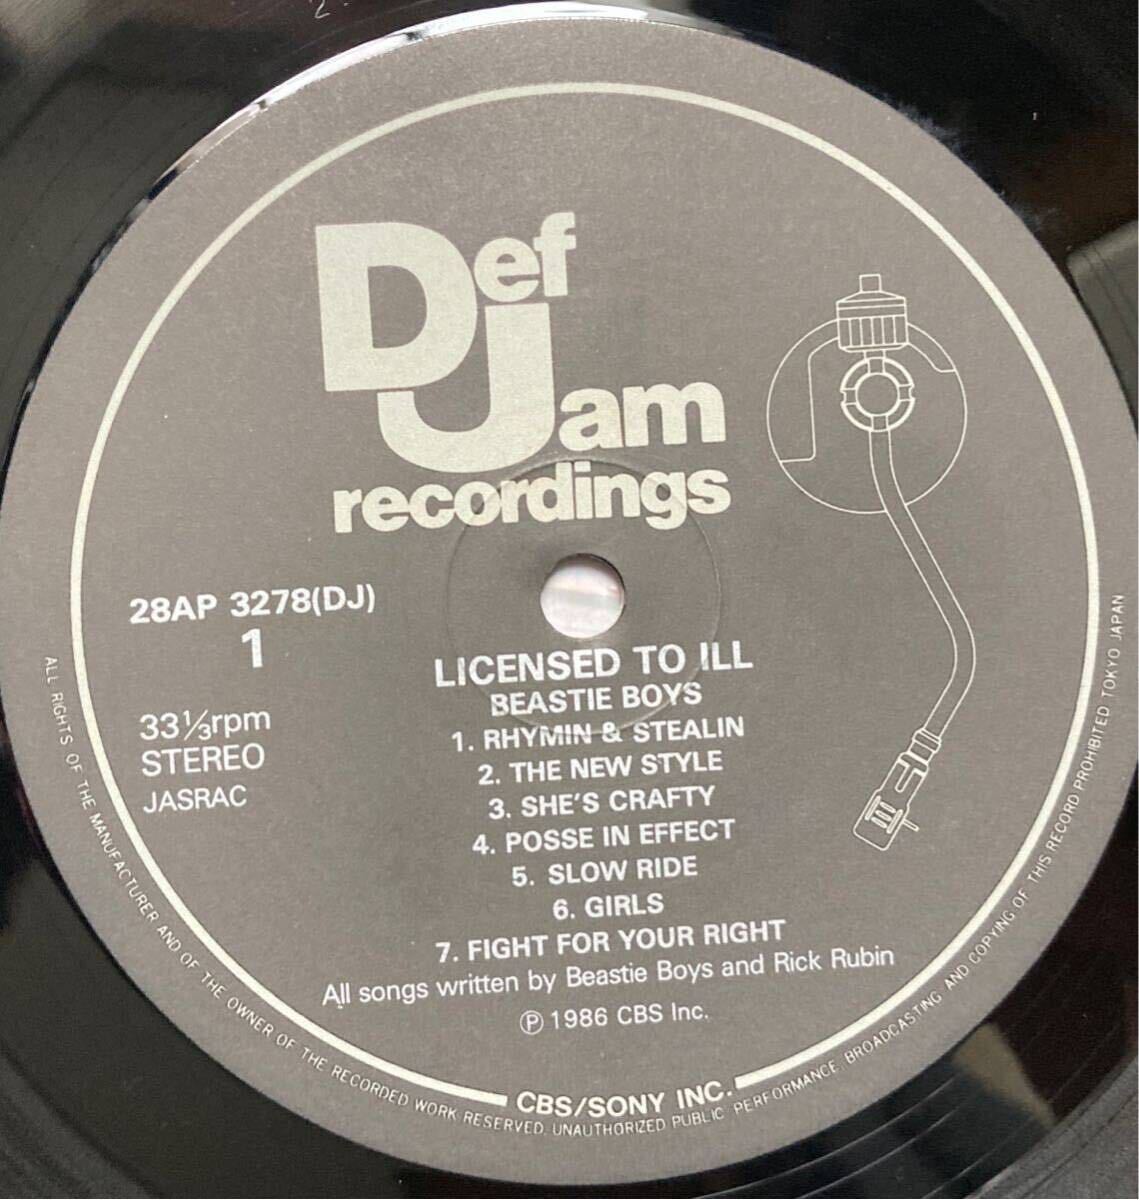 Def
Jam
recordings
28AP 3278(DJ)
1
33⅓rpm
STEREO
JASRAC
LICENSED TO ILL
BEASTIE BOYS
1. RHYMIN & STEALIN
2. THE NEW STYLE
3. SHE'S CRAFTY
4. POSSE IN EFFECT
5. SLOW RIDE
6. GIRLS
7. FIGHT FOR YOUR RIGHT
All songs written by Beastie Boys and Rick Rubin
Ⓟ 1986 CBS Inc.
CBS/SONY INC.
ALL RIGHTS OF THE MANUFACTURER AND OF THE OWNER OF THE RECORDED WORK RESERVED. UNAUTHORIZED PUBLIC PERFORMANCE, BROADCASTING AND COPYING OF THIS RECORD PROHIBITED TOKYO JAPAN